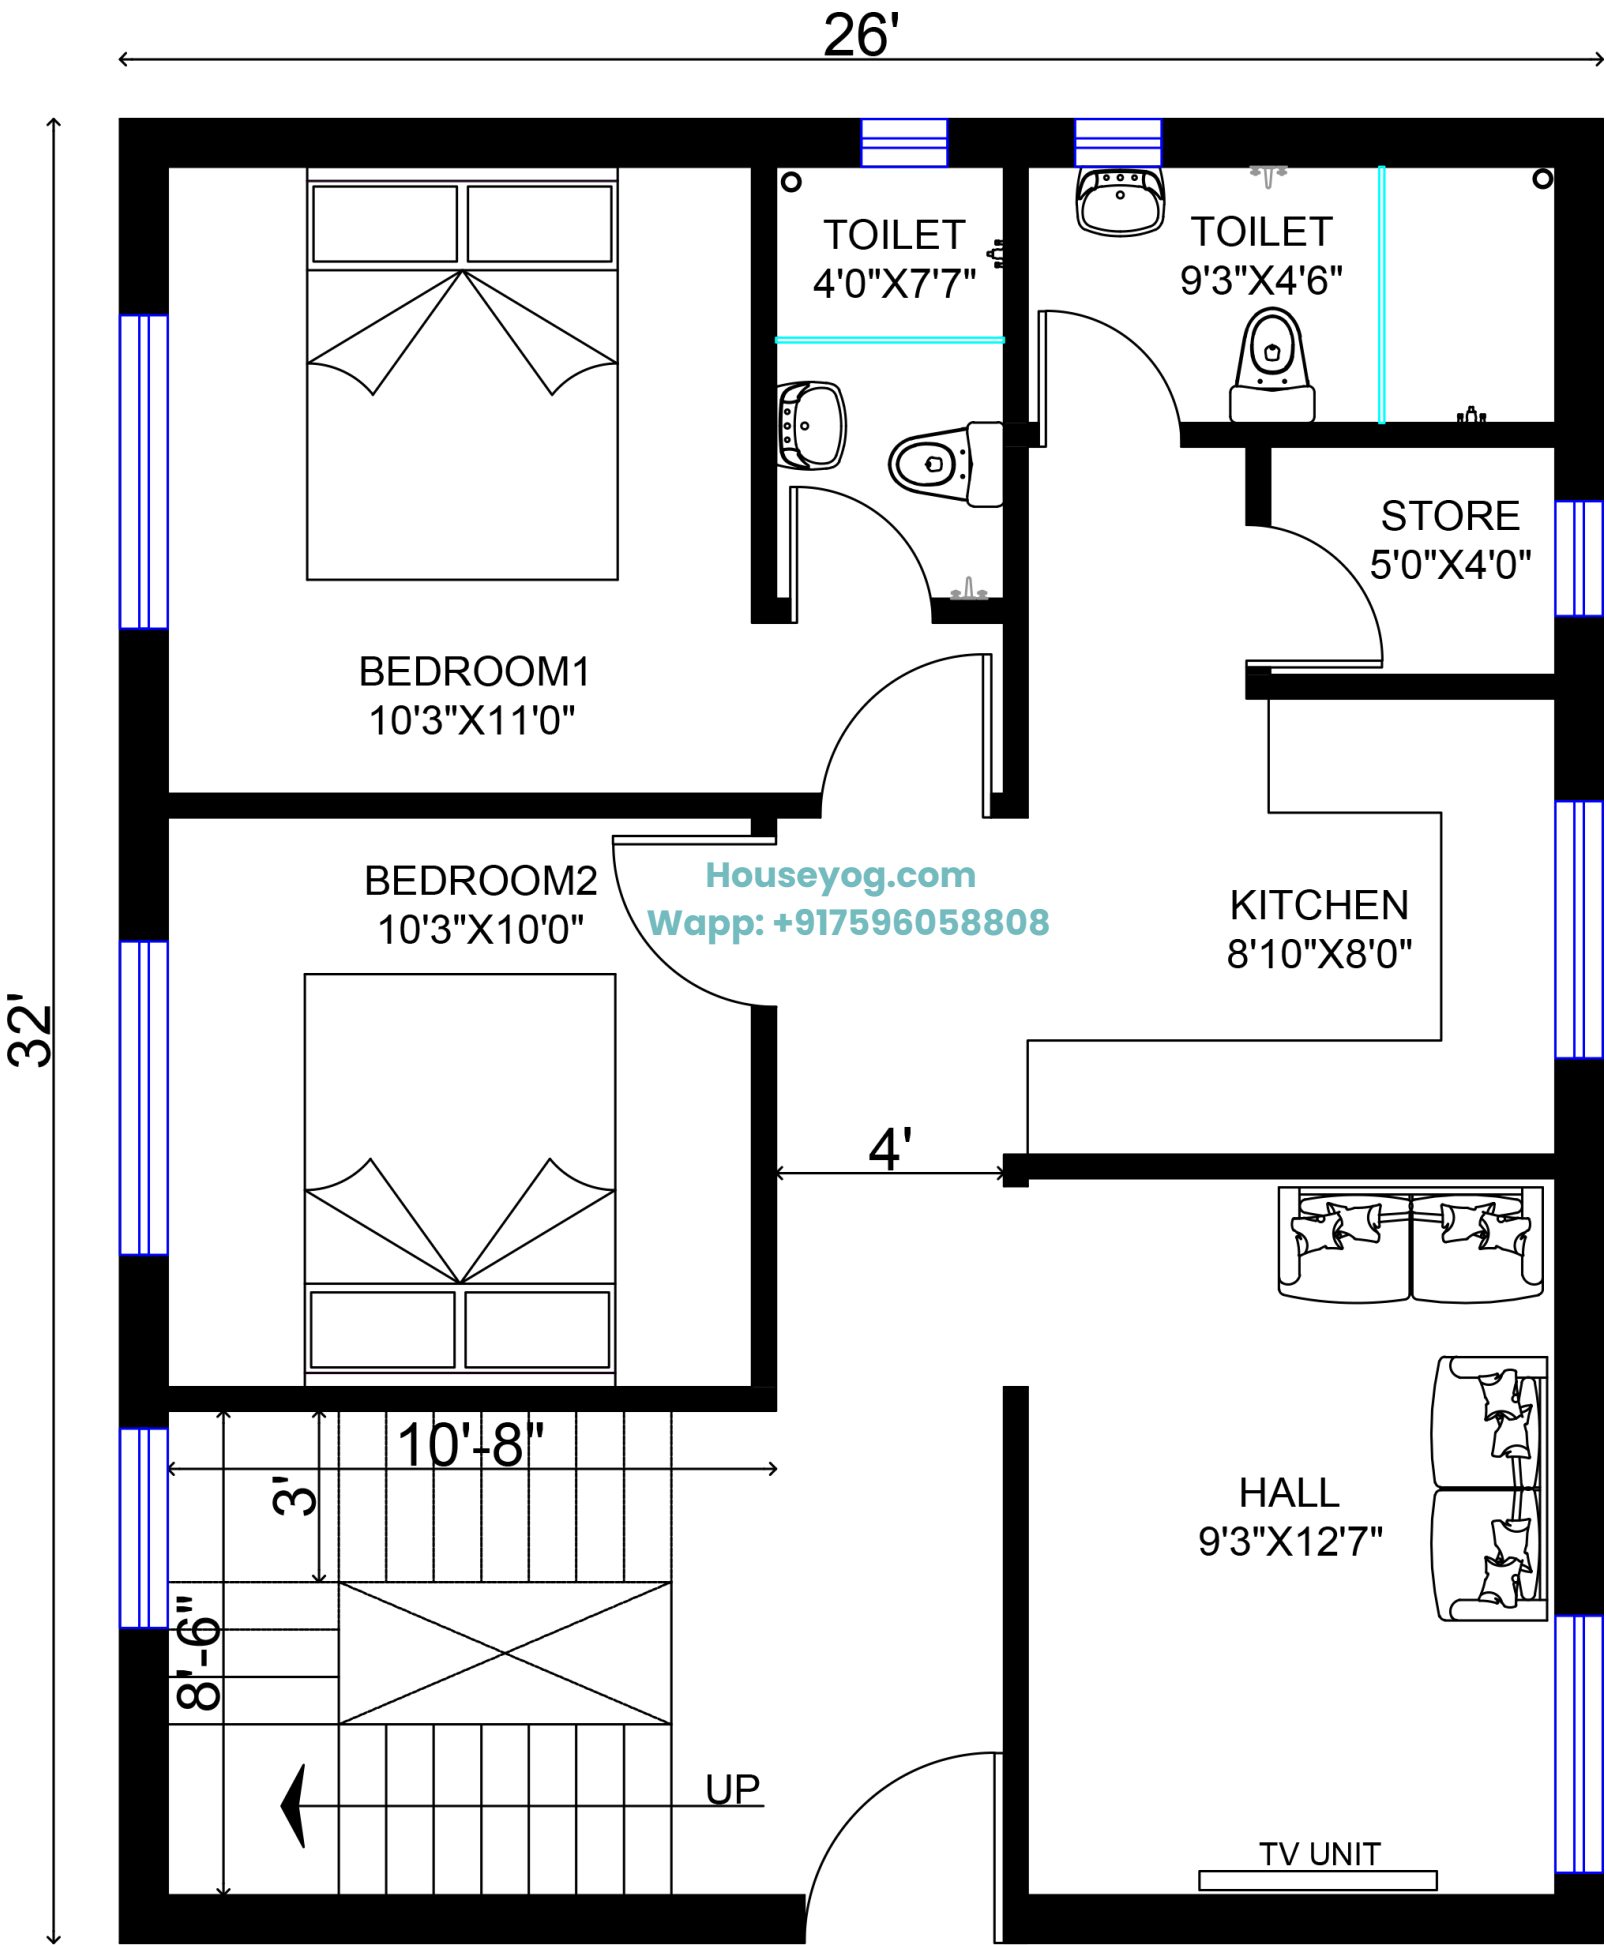 26'
TOILET
4'0"X7'7"
TOILET
9'3"X4'6"
STORE
5'0"X4'0"
BEDROOM1
10'3"X11'0"
BEDROOM2
10'3"X10'0"
Houseyog.com
Wapp: +917596058808
KITCHEN
8'10"X8'0"
32'
4'
10'-8"
3'
HALL
9'3"X12'7"
8'-6"
UP
TV UNIT